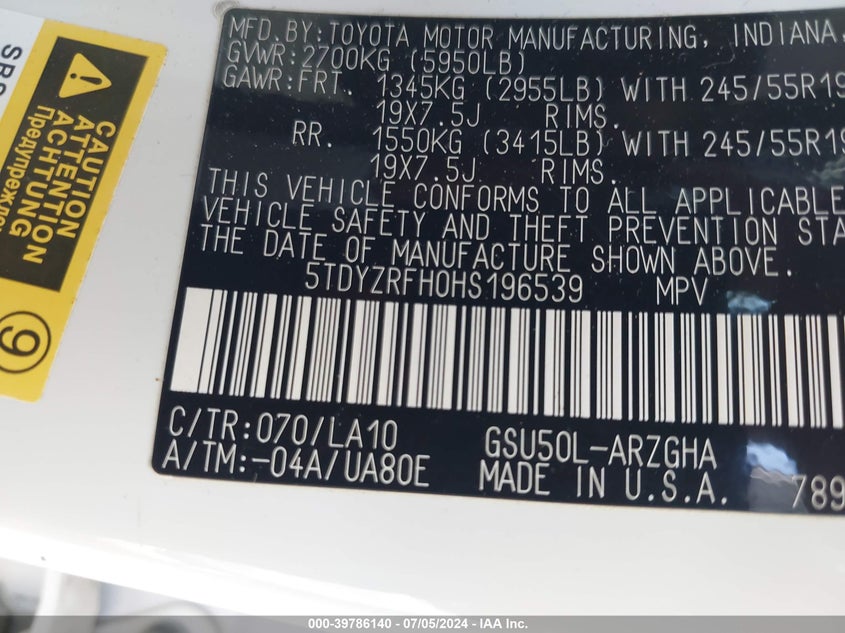 MFD.BY:TOYOTA MOTOR MANUFACTURING, INDIANA,
GVWR:2700KG (5950LB)
GAWR:FRT. 1345KG (2955LB) WITH 245/55R19
19X7.5J RIMS.
RR. 1550KG (3415LB) WITH 245/55R19
19X7.5J RIMS.
THIS VEHICLE CONFORMS TO ALL APPLICABLE
VEHICLE SAFETY AND THEFT PREVENTION STA
THE DATE OF MANUFACTURE SHOWN ABOVE.
5TDYZRFH0HS196539 MPV
C/TR:070/LA10 GSU50L-ARZGHA
A/TM:-04A/UA80E MADE IN U.S.A. 789
SRS
CAUTION
ATTENTION
ACHTUNG
Предупрежде
9
000-39786140 - 07/05/2024 - IAA Inc.